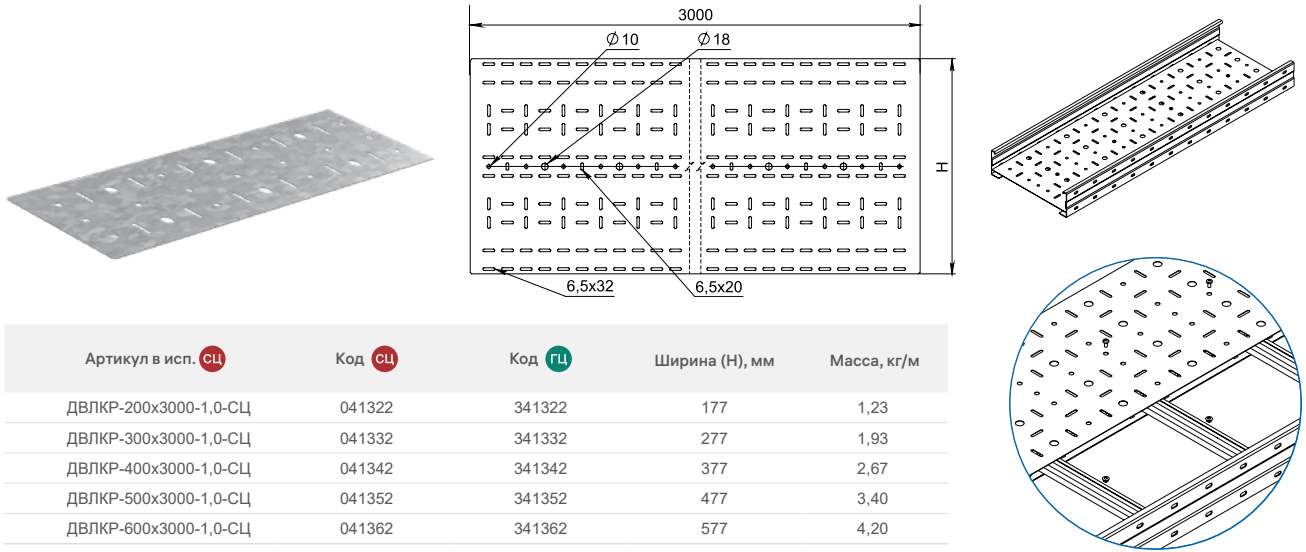 3000
Ø 10
Ø 18
H
6,5x32
6,5x20
Артикул в исп. СЦ Код СЦ Код ГЦ Ширина (H), мм Масса, кг/м
ДВЛКР-200х3000-1,0-СЦ 041322 341322 177 1,23
ДВЛКР-300х3000-1,0-СЦ 041332 341332 277 1,93
ДВЛКР-400х3000-1,0-СЦ 041342 341342 377 2,67
ДВЛКР-500х3000-1,0-СЦ 041352 341352 477 3,40
ДВЛКР-600х3000-1,0-СЦ 041362 341362 577 4,20